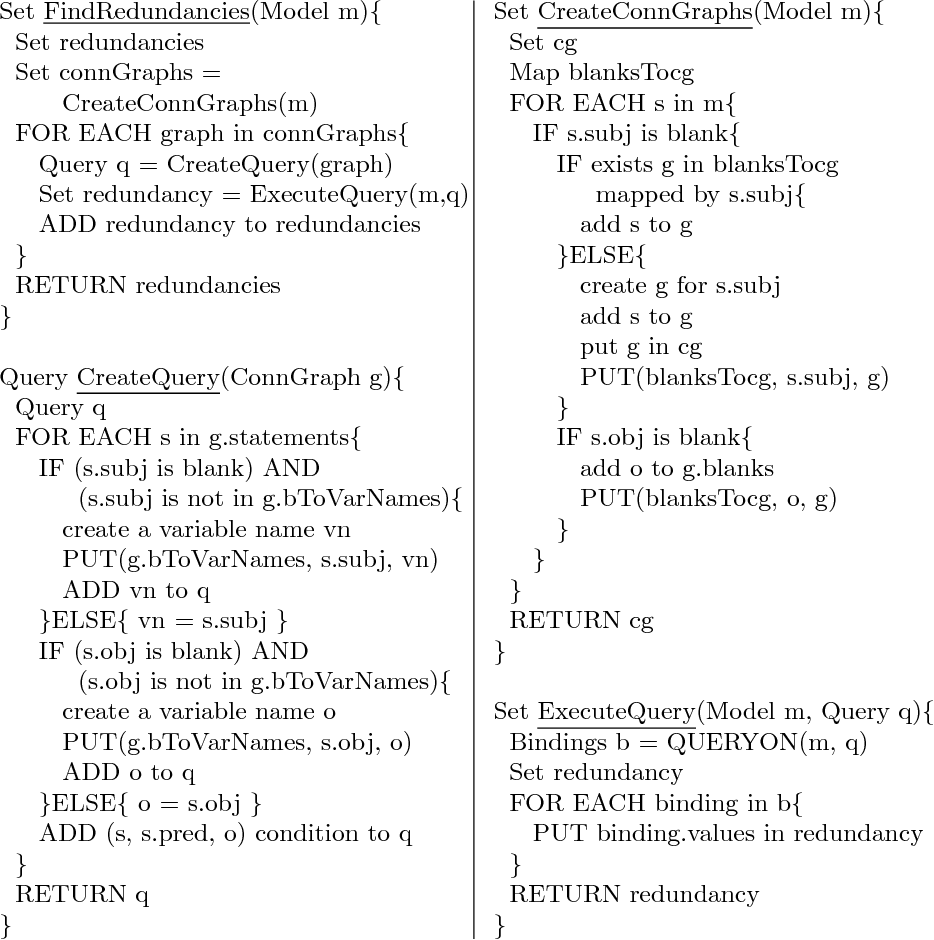 Set FindRedundancies(Model m){
Set redundancies
Set connGraphs =
CreateConnGraphs(m)
FOR EACH graph in connGraphs{
Query q = CreateQuery(graph)
Set redundancy = ExecuteQuery(m,q)
ADD redundancy to redundancies
}
RETURN redundancies
}
Query CreateQuery(ConnGraph g){
Query q
FOR EACH s in g.statements{
IF (s.subj is blank) AND
(s.subj is not in g.bToVarNames){
create a variable name vn
PUT(g.bToVarNames, s.subj, vn)
ADD vn to q
}ELSE{ vn = s.subj }
IF (s.obj is blank) AND
(s.obj is not in g.bToVarNames){
create a variable name o
PUT(g.bToVarNames, s.obj, o)
ADD o to q
}ELSE{ o = s.obj }
ADD (s, s.pred, o) condition to q
}
RETURN q
}
Set CreateConnGraphs(Model m){
Set cg
Map blanksTocg
FOR EACH s in m{
IF s.subj is blank{
IF exists g in blanksTocg
mapped by s.subj{
add s to g
}ELSE{
create g for s.subj
add s to g
put g in cg
PUT(blanksTocg, s.subj, g)
}
IF s.obj is blank{
add o to g.blanks
PUT(blanksTocg, o, g)
}
}
}
RETURN cg
}
Set ExecuteQuery(Model m, Query q){
Bindings b = QUERYON(m, q)
Set redundancy
FOR EACH binding in b{
PUT binding.values in redundancy
}
RETURN redundancy
}